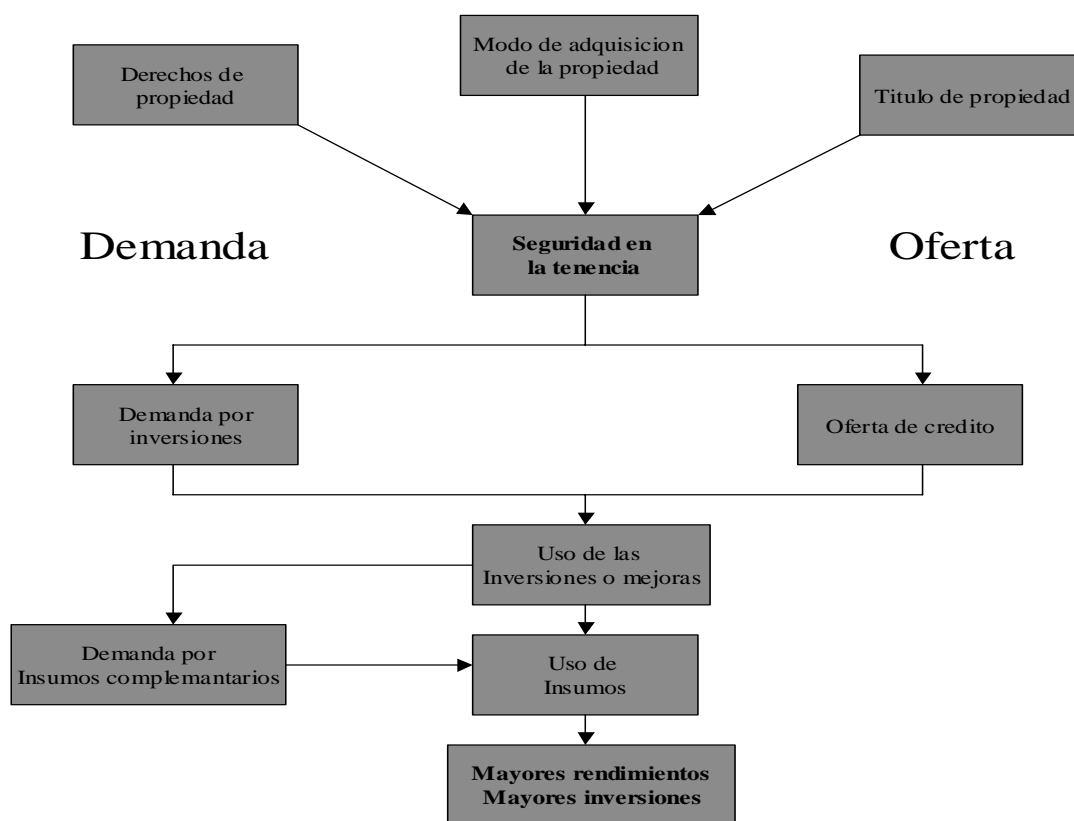 Derechos de
propiedad
Modo de adquisicion
de la propiedad
Titulo de propiedad
Demanda
Seguridad en
la tenencia
Oferta
Demanda por
inversiones
Oferta de credito
Uso de las
Inversiones o mejoras
Demanda por
Insumos complemantarios
Uso de
Insumos
Mayores rendimientos
Mayores inversiones